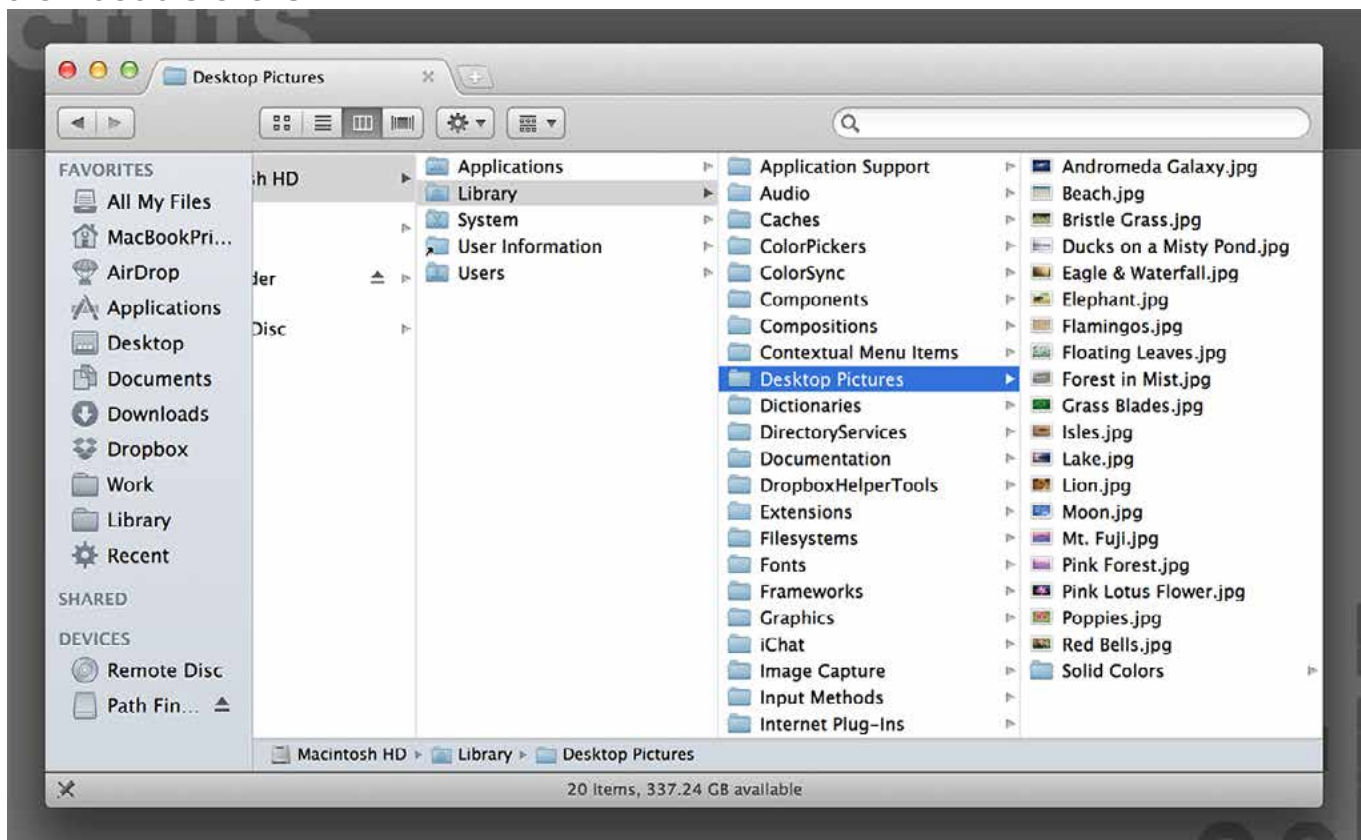 Desktop Pictures
FAVORITES
All My Files
MacBookPri...
AirDrop
Applications
Desktop
Documents
Downloads
Dropbox
Work
Library
Recent
SHARED
DEVICES
Remote Disc
Path Fin...
sh HD
der
Disc
Applications
Library
System
User Information
Users
Application Support
Audio
Caches
ColorPickers
ColorSync
Components
Compositions
Contextual Menu Items
Desktop Pictures
Dictionaries
DirectoryServices
Documentation
DropboxHelperTools
Extensions
Filesystems
Fonts
Frameworks
Graphics
iChat
Image Capture
Input Methods
Internet Plug-Ins
Andromeda Galaxy.jpg
Beach.jpg
Bristle Grass.jpg
Ducks on a Misty Pond.jpg
Eagle & Waterfall.jpg
Elephant.jpg
Flamingos.jpg
Floating Leaves.jpg
Forest in Mist.jpg
Grass Blades.jpg
Isles.jpg
Lake.jpg
Lion.jpg
Moon.jpg
Mt. Fuji.jpg
Pink Forest.jpg
Pink Lotus Flower.jpg
Poppies.jpg
Red Bells.jpg
Solid Colors
Macintosh HD Library Desktop Pictures
20 items, 337.24 GB available